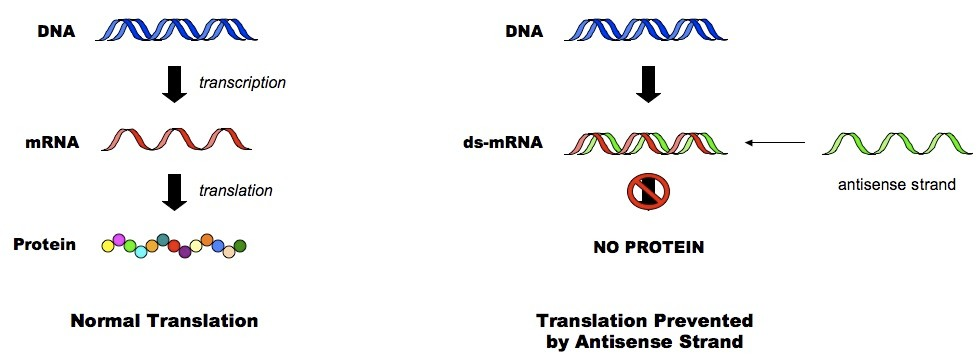 DNA
transcription
mRNA
translation
Protein
Normal Translation
DNA
ds-mRNA
antisense strand
NO PROTEIN
Translation Prevented
by Antisense Strand